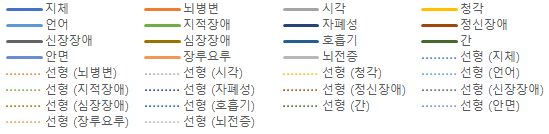 지체 뇌병변 시각 청각
언어 지적장애 자폐성 정신장애
신장장애 심장장애 호흡기 간
안면 장루요루 뇌전증 선형 (지체)
선형 (뇌병변) 선형 (시각) 선형 (청각) 선형 (언어)
선형 (지적장애) 선형 (자폐성) 선형 (정신장애) 선형 (신장장애)
선형 (심장장애) 선형 (호흡기) 선형 (간) 선형 (안면)
선형 (장루요루) 선형 (뇌전증)